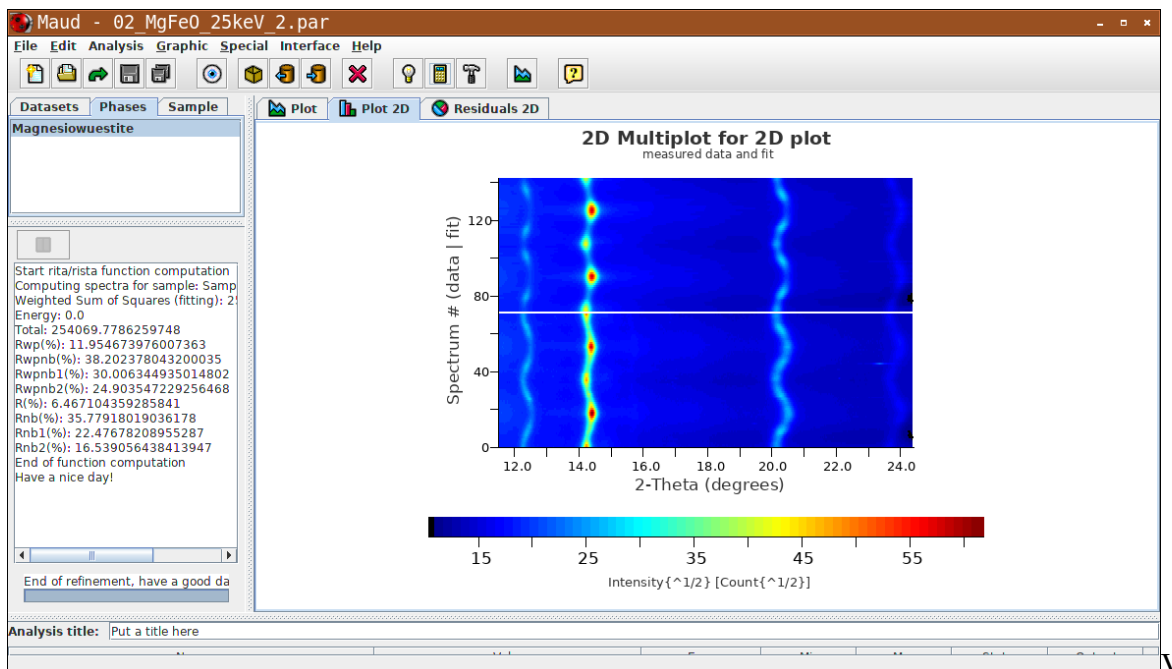 Maud - 02_MgFeO_25keV_2.par
File Edit Analysis Graphic Special Interface Help
Datasets Phases Sample
Plot Plot 2D Residuals 2D
Magnesiowuestite
2D Multiplot for 2D plot
measured data and fit
Spectrum # (data | fit)
120
80
40
0
12.0 14.0 16.0 18.0 20.0 22.0 24.0
2-Theta (degrees)
15 25 35 45 55
Intensity{^1/2} [Count{^1/2}]
Start rita/rista function computation
Computing spectra for sample: Samp
Weighted Sum of Squares (fitting): 2
Energy: 0.0
Total: 254069.7786259748
Rwp(%): 11.954673976007363
Rwpnb(%): 38.202378043200035
Rwpnb1(%): 30.006344935014802
Rwpnb2(%): 24.903547229256468
R(%): 6.467104359285841
Rnb(%): 35.77918019036178
Rnb1(%): 22.47678208955287
Rnb2(%): 16.539056438413947
End of function computation
Have a nice day!
End of refinement, have a good da
Analysis title: Put a title here